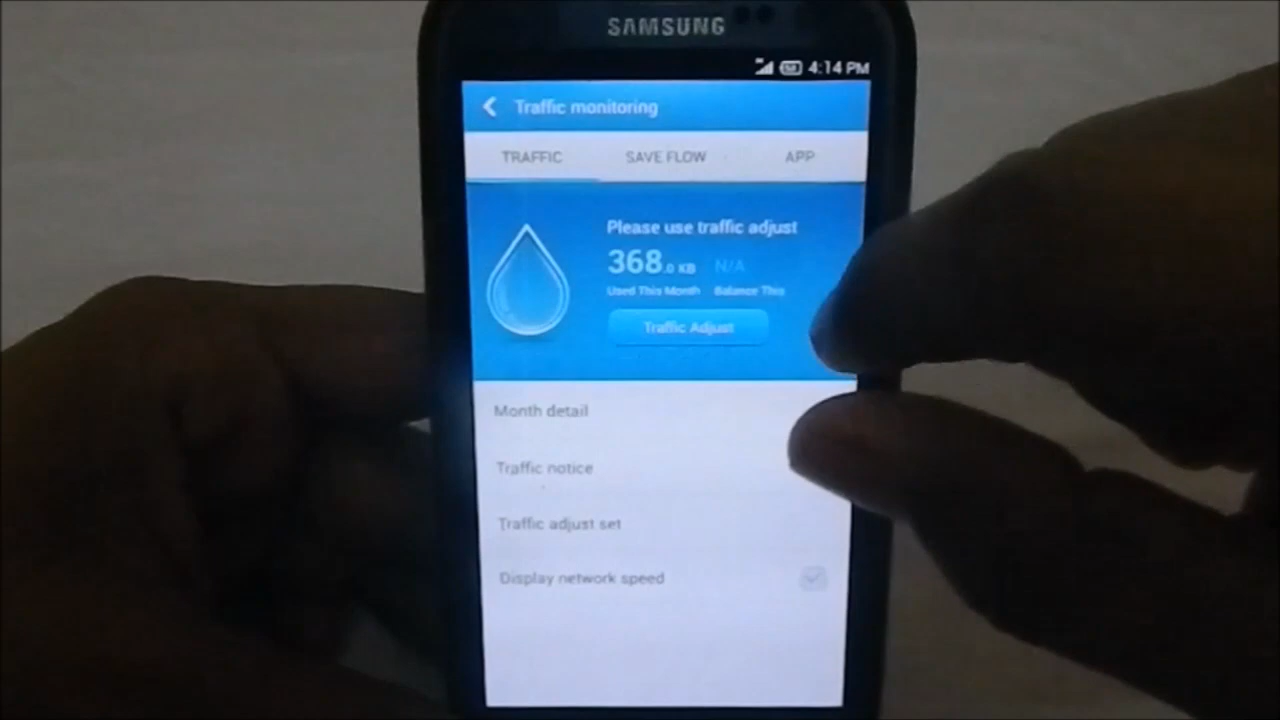 SAMSUNG
4:14 PM
Traffic monitoring
TRAFFIC SAVE FLOW APP
Please use traffic adjust
368.0 KB N/A
Used This Month Balance This
Traffic Adjust
Month detail
Traffic notice
Traffic adjust set
Display network speed